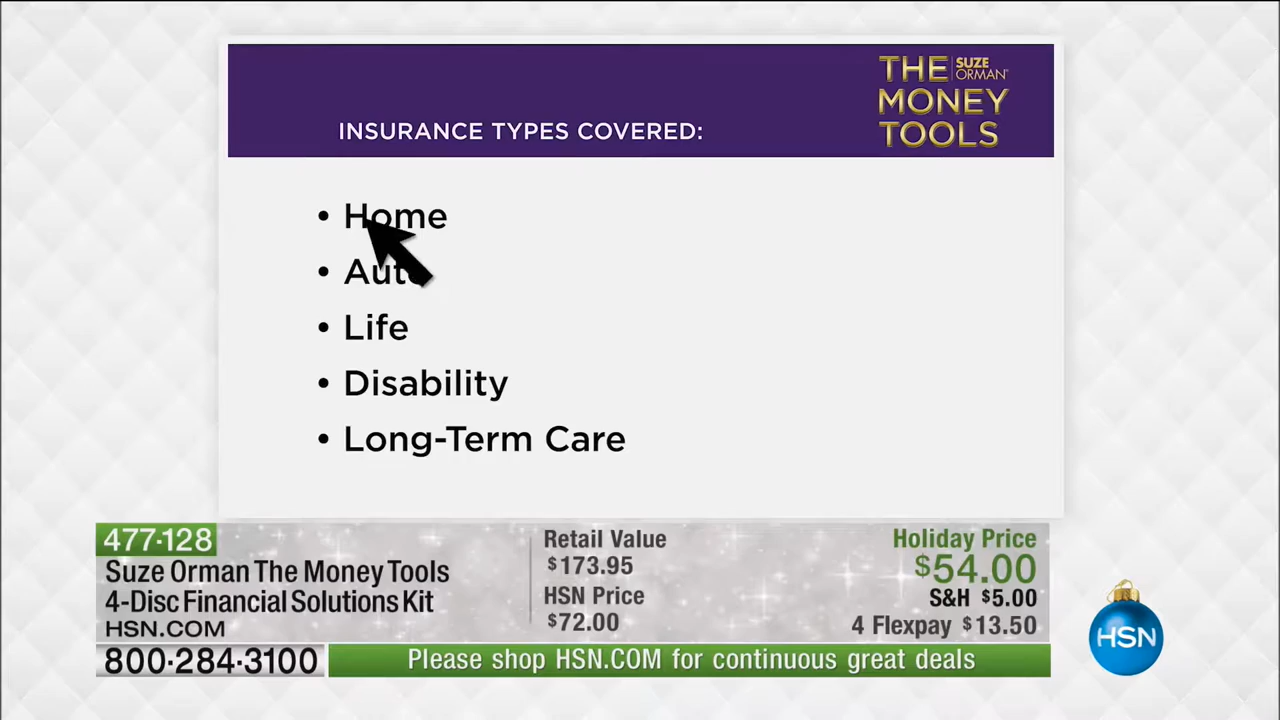 THE SUZE ORMAN™
MONEY
TOOLS
INSURANCE TYPES COVERED:
• Home
• Auto
• Life
• Disability
• Long-Term Care
477-128
Suze Orman The Money Tools
4-Disc Financial Solutions Kit
HSN.COM
800-284-3100
Retail Value
$173.95
HSN Price
$72.00
Holiday Price
$54.00
S&H $5.00
4 Flexpay $13.50
Please shop HSN.COM for continuous great deals
HSN